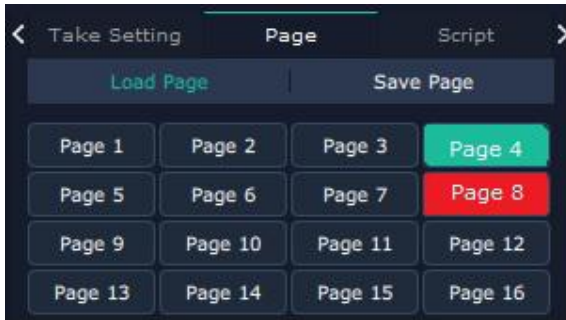 Take Setting Page Script
Load Page Save Page
Page 1 Page 2 Page 3 Page 4
Page 5 Page 6 Page 7 Page 8
Page 9 Page 10 Page 11 Page 12
Page 13 Page 14 Page 15 Page 16